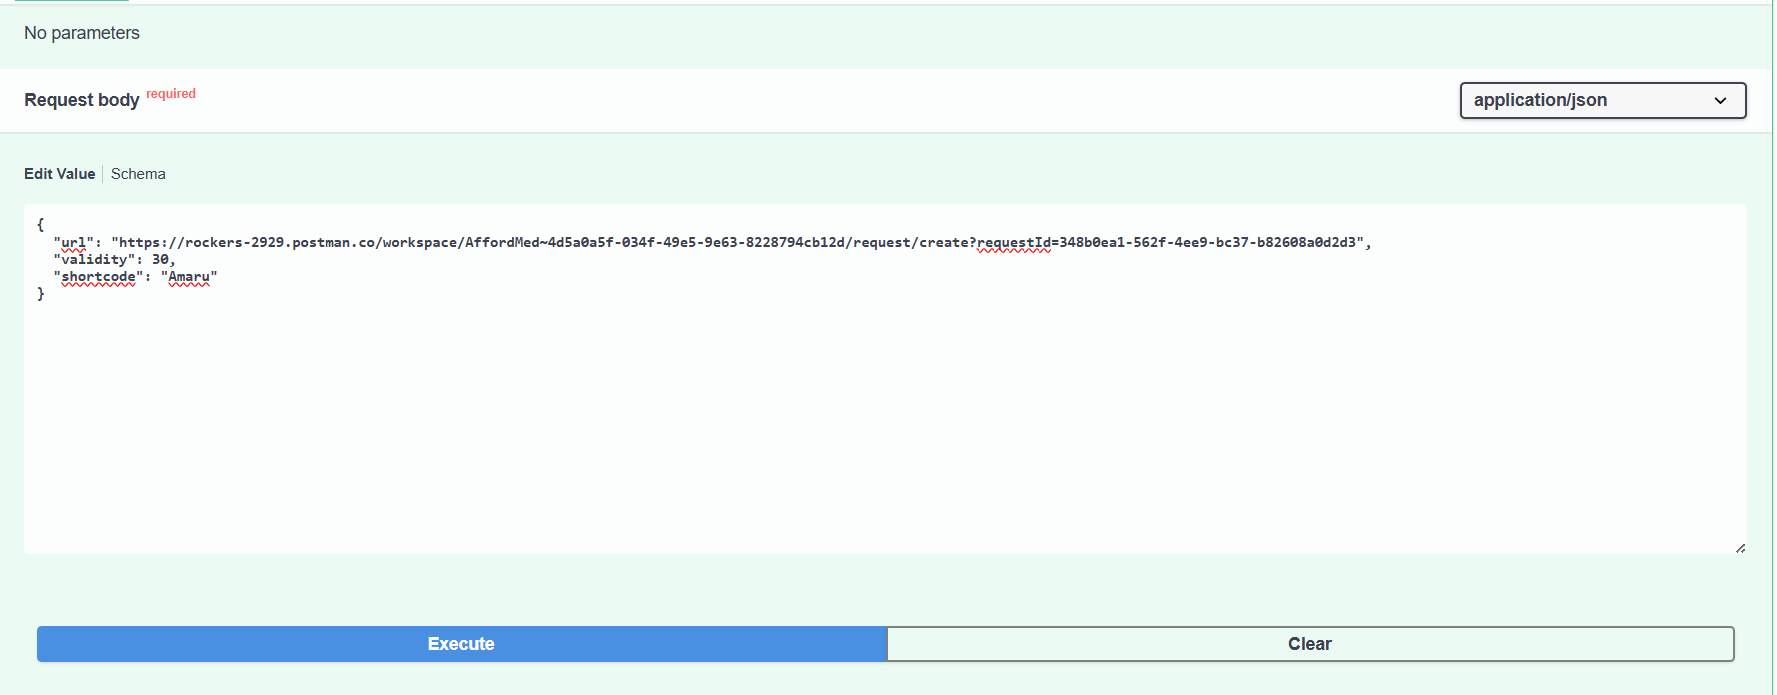 No parameters
Request body required
application/json
Edit Value
Schema
{
"url": "https://rockers-2929.postman.co/workspace/AffordMed~4d5a0a5f-034f-49e5-9e63-8228794cb12d/request/create?requestId=348b0ea1-562f-4ee9-bc37-b82608a0d2d3",
"validity": 30,
"shortcode": "Amaru"
}
Execute
Clear